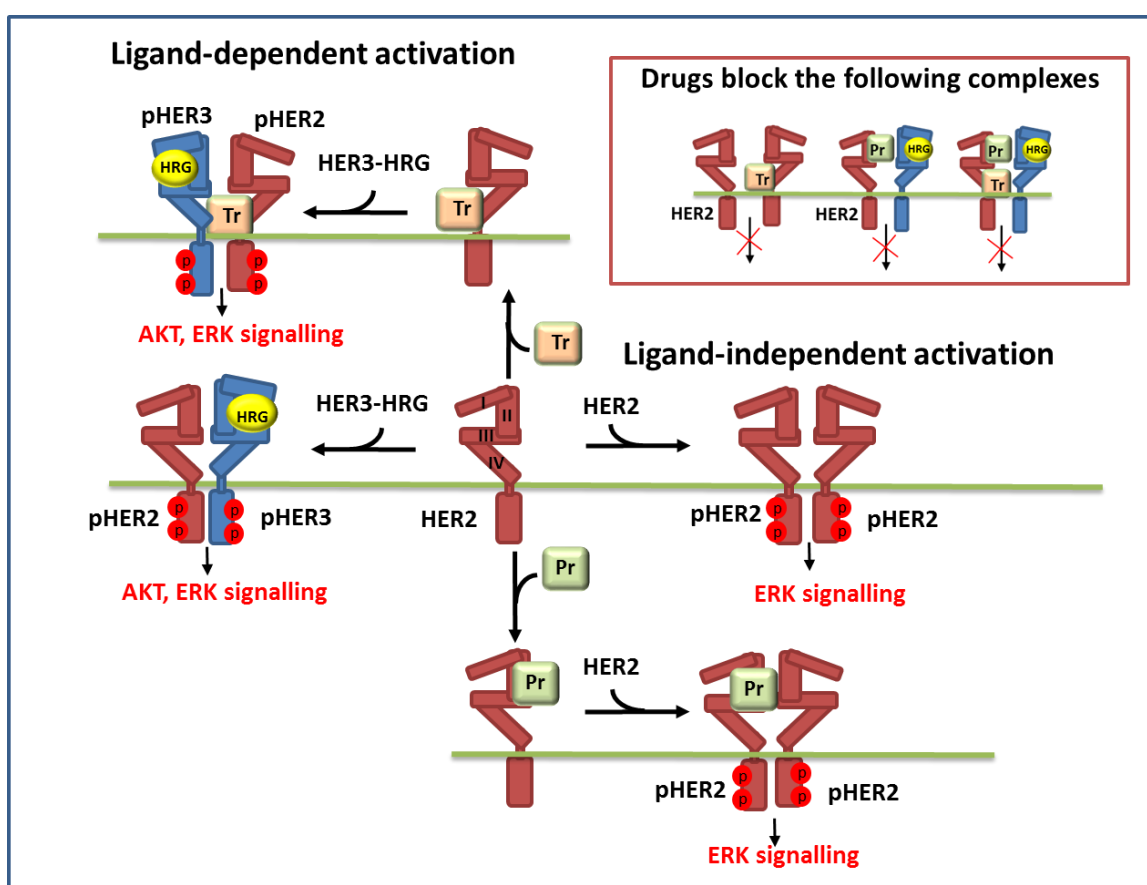 Ligand-dependent activation
Drugs block the following complexes
pHER3
pHER2
HRG
Tr
HER3-HRG
Tr
p
p
p
p
AKT, ERK signalling
Tr
HER2
Tr
HER2
Pr
HRG
Pr
HRG
Tr
Ligand-independent activation
HER3-HRG
HRG
I
II
III
IV
HER2
HER2
pHER2
p
p
p
p
pHER3
AKT, ERK signalling
pHER2
p
p
p
p
pHER2
ERK signalling
Pr
Pr
HER2
Pr
pHER2
p
p
p
p
pHER2
ERK signalling